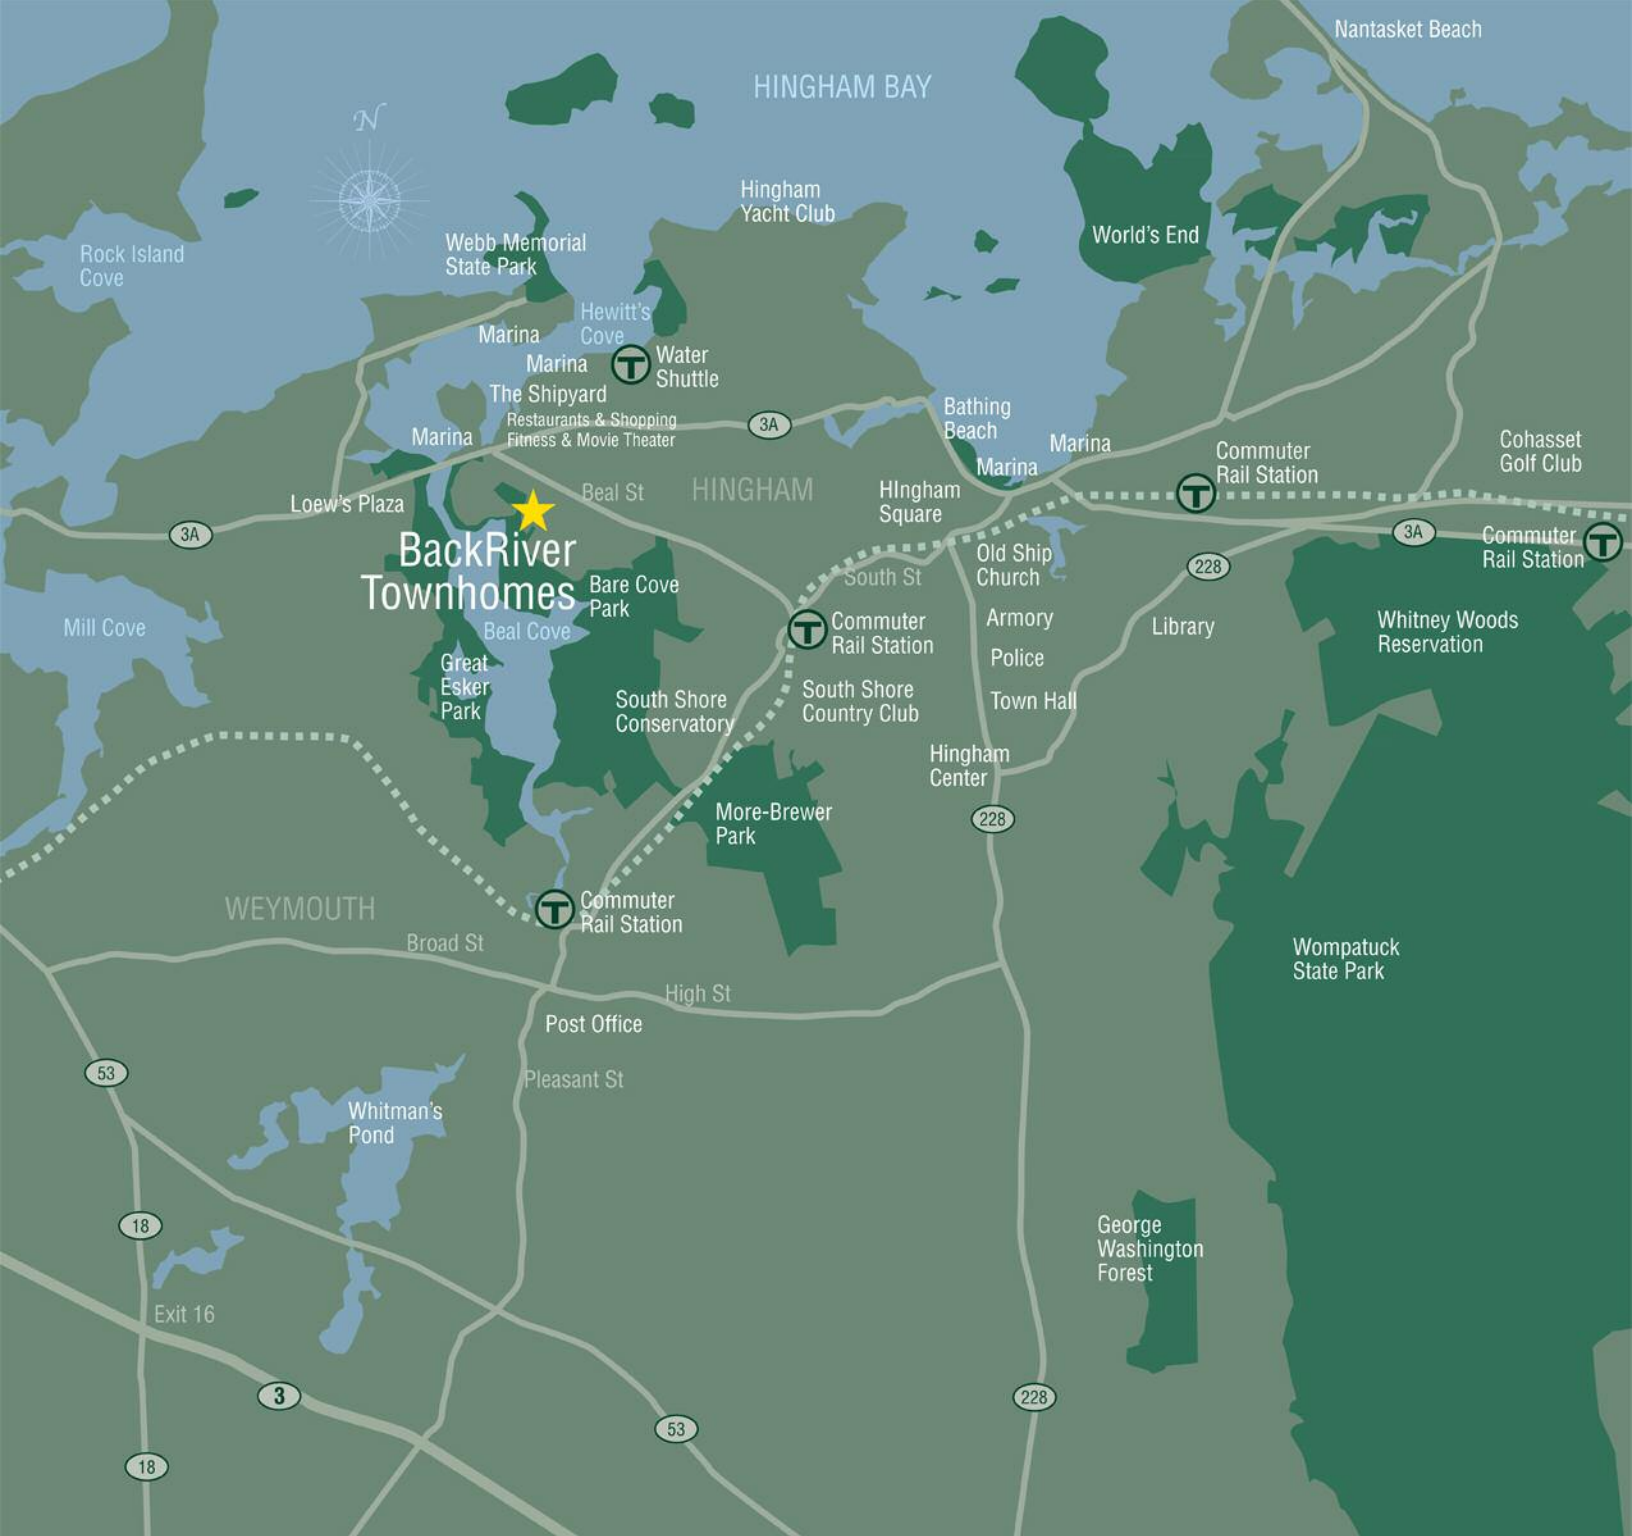 Nantasket Beach
HINGHAM BAY
N
Hingham
Yacht Club
World's End
Webb Memorial
State Park
Rock Island
Cove
Hewitt's
Cove
Marina
Marina
T
Water
Shuttle
The Shipyard
Restaurants & Shopping
Fitness & Movie Theater
3A
Bathing
Beach
Marina
Marina
Marina
Commuter
Rail Station
T
Cohasset
Golf Club
Loew's Plaza
Beal St
HINGHAM
HIngham
Square
3A
3A
Commuter
Rail Station
T
BackRiver
Townhomes
Old Ship
Church
228
South St
Bare Cove
Park
Mill Cove
Beal Cove
T
Commuter
Rail Station
Armory
Library
Whitney Woods
Reservation
Police
Great
Esker
Park
South Shore
Conservatory
South Shore
Country Club
Town Hall
Hingham
Center
More-Brewer
Park
228
WEYMOUTH
T
Commuter
Rail Station
Broad St
Wompatuck
State Park
High St
Post Office
53
Pleasant St
Whitman's
Pond
18
George
Washington
Forest
Exit 16
3
228
53
18